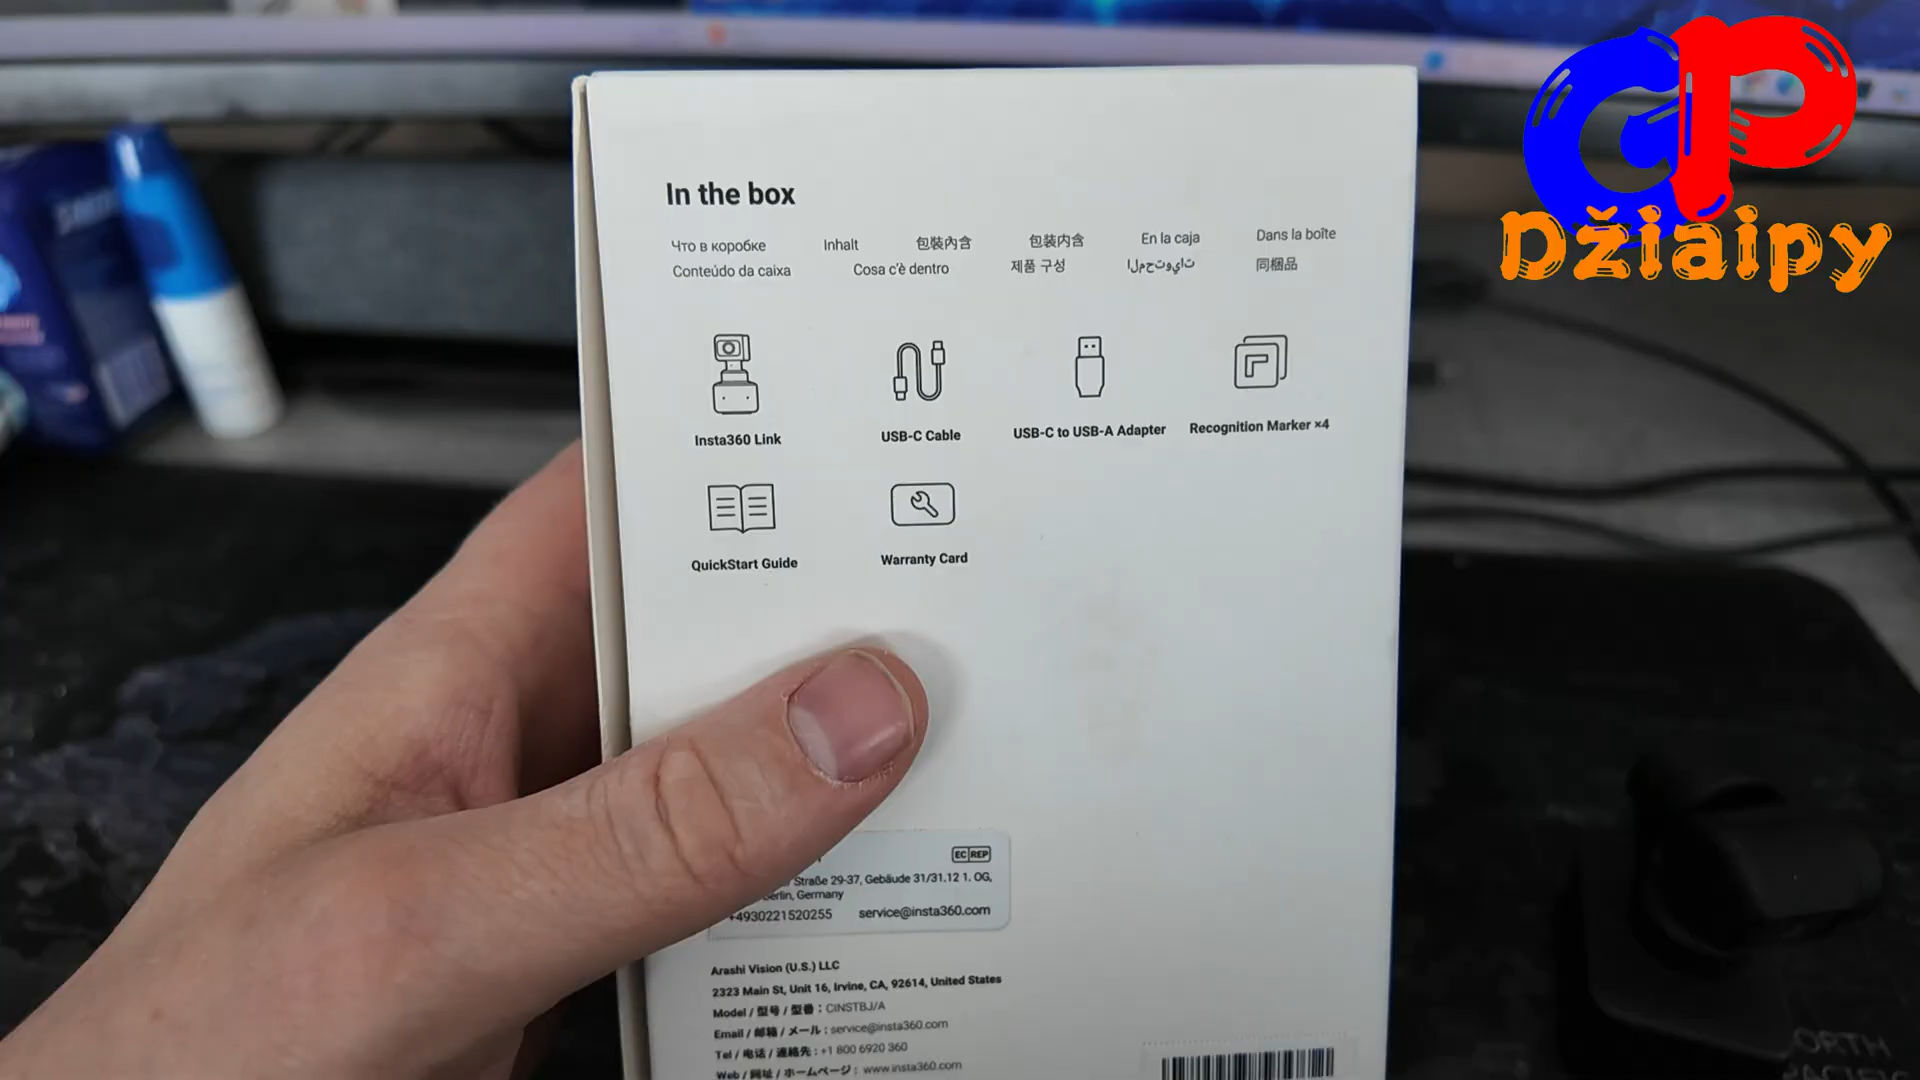 In the box
Что в коробке Inhalt 包裝內含 包装内含 En la caja Dans la boîte
Conteúdo da caixa Cosa c'è dentro 제품 구성 المحتويات 同梱品
Insta360 Link USB-C Cable USB-C to USB-A Adapter Recognition Marker ×4
QuickStart Guide Warranty Card
EC REP
Straße 29-37, Gebäude 31/31.12 1. OG,
Germany
+4930221520255 service@insta360.com
Arashi Vision (U.S.) LLC
2323 Main St, Unit 16, Irvine, CA, 92614, United States
Model / 型号 / 型番 : CINSTBJ/A
Email / 邮箱 / メール : service@insta360.com
Tel / 电话 / 連絡先 : +1 800 6920 360
Web / 网址 / ホームページ : www.insta360.com
GP
Džiaipy